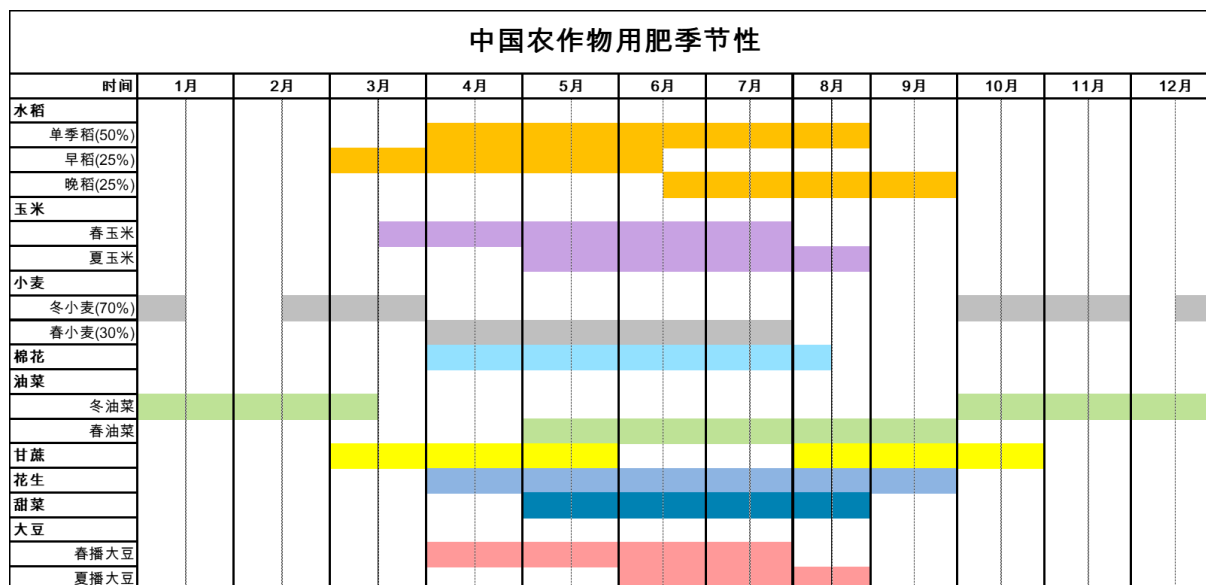 中国农作物用肥季节性
时间 1月 2月 3月 4月 5月 6月 7月 8月 9月 10月 11月 12月
水稻
单季稻(50%)
早稻(25%)
晚稻(25%)
玉米
春玉米
夏玉米
小麦
冬小麦(70%)
春小麦(30%)
棉花
油菜
冬油菜
春油菜
甘蔗
花生
甜菜
大豆
春播大豆
夏播大豆